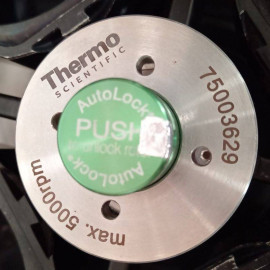 Thermo
SCIENTIFIC
75003629
AutoLock
PUSH
AutoLock
max. 5000rpm